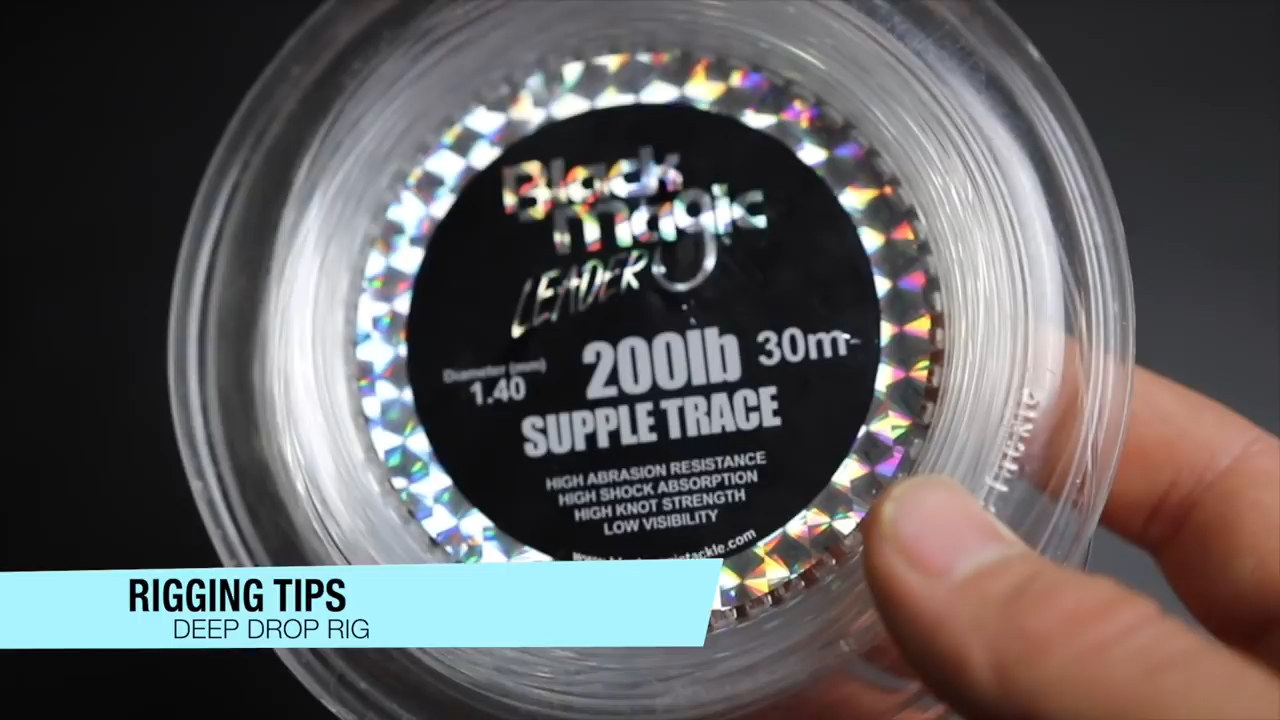 Black
magic
LEADER
Diameter (mm)
1.40
200lb 30m
SUPPLE TRACE
HIGH ABRASION RESISTANCE
HIGH SHOCK ABSORPTION
HIGH KNOT STRENGTH
LOW VISIBILITY
RIGGING TIPS
DEEP DROP RIG